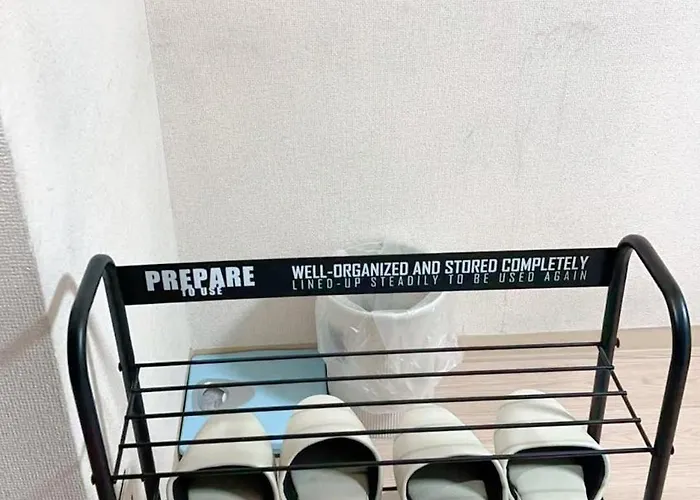 PREPARE
TO USE
WELL-ORGANIZED AND STORED COMPLETELY
LINED-UP STEADILY TO BE USED AGAIN